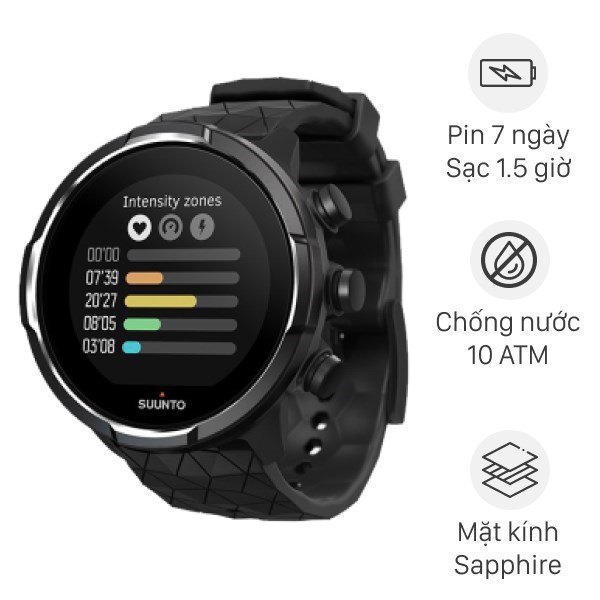 Intensity zones
00'00
07'39
20'27
08'05
03'08
SUUNTO
Pin 7 ngày
Sạc 1.5 giờ
Chống nước
10 ATM
Mặt kính
Sapphire